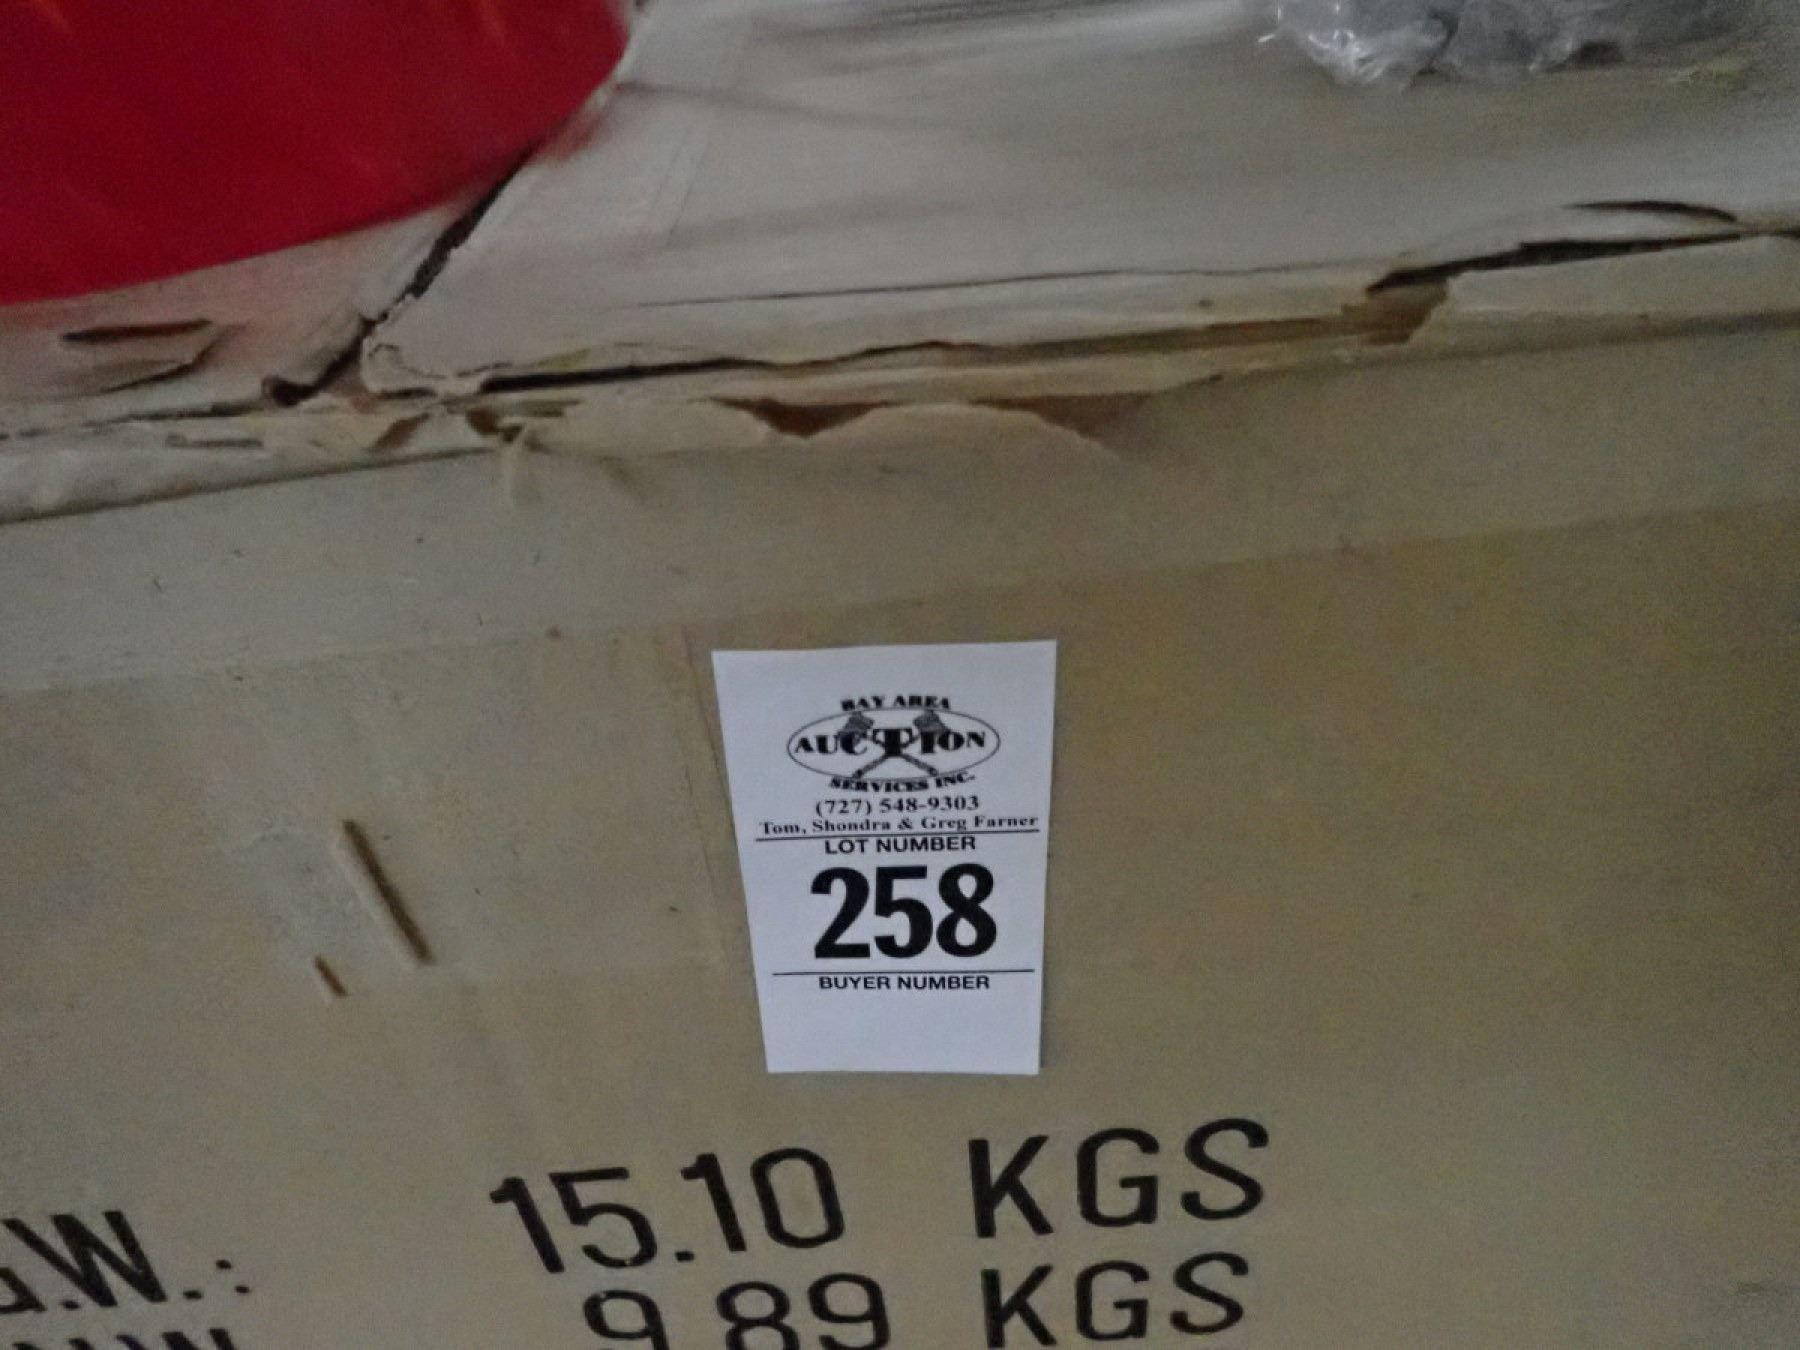 BAY AREA
AUCTION
SERVICES INC.
(727) 548-9303
Tom, Shondra & Greg Farner
LOT NUMBER
258
BUYER NUMBER
G.W.: 15.10 KGS
9.89 KGS